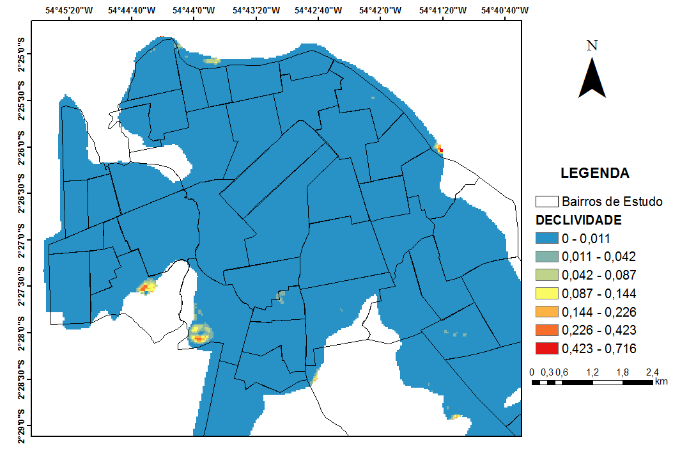 54°45'20"W 54°44'40"W 54°44'0"W 54°43'20"W 54°42'40"W 54°42'0"W 54°41'20"W 54°40'40"W
2°25'0"S
2°25'30"S
2°26'0"S
2°26'30"S
2°27'0"S
2°27'30"S
2°28'0"S
2°28'30"S
2°29'0"S
N
LEGENDA
Bairros de Estudo
DECLIVIDADE
0 - 0,011
0,011 - 0,042
0,042 - 0,087
0,087 - 0,144
0,144 - 0,226
0,226 - 0,423
0,423 - 0,716
0 0,3 0,6 1,2 1,8 2,4
km